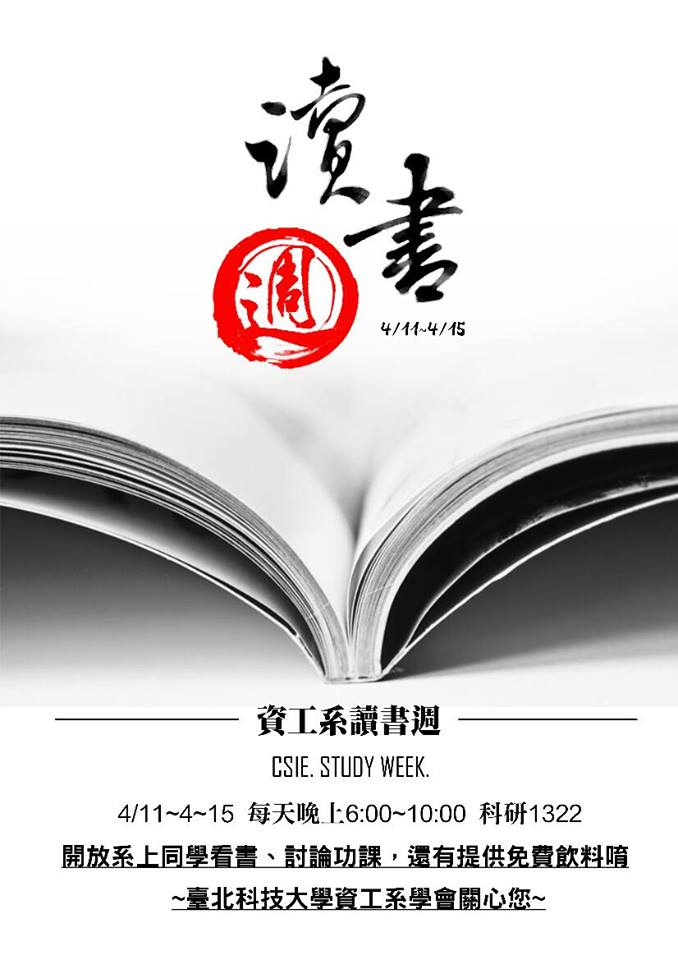 讀書
週
4/11~4/15
資工系讀書週
CSIE. STUDY WEEK.
4/11~4~15 每天晚上6:00~10:00 科研1322
開放系上同學看書、討論功課，還有提供免費飲料唷
~臺北科技大學資工系學會關心您~